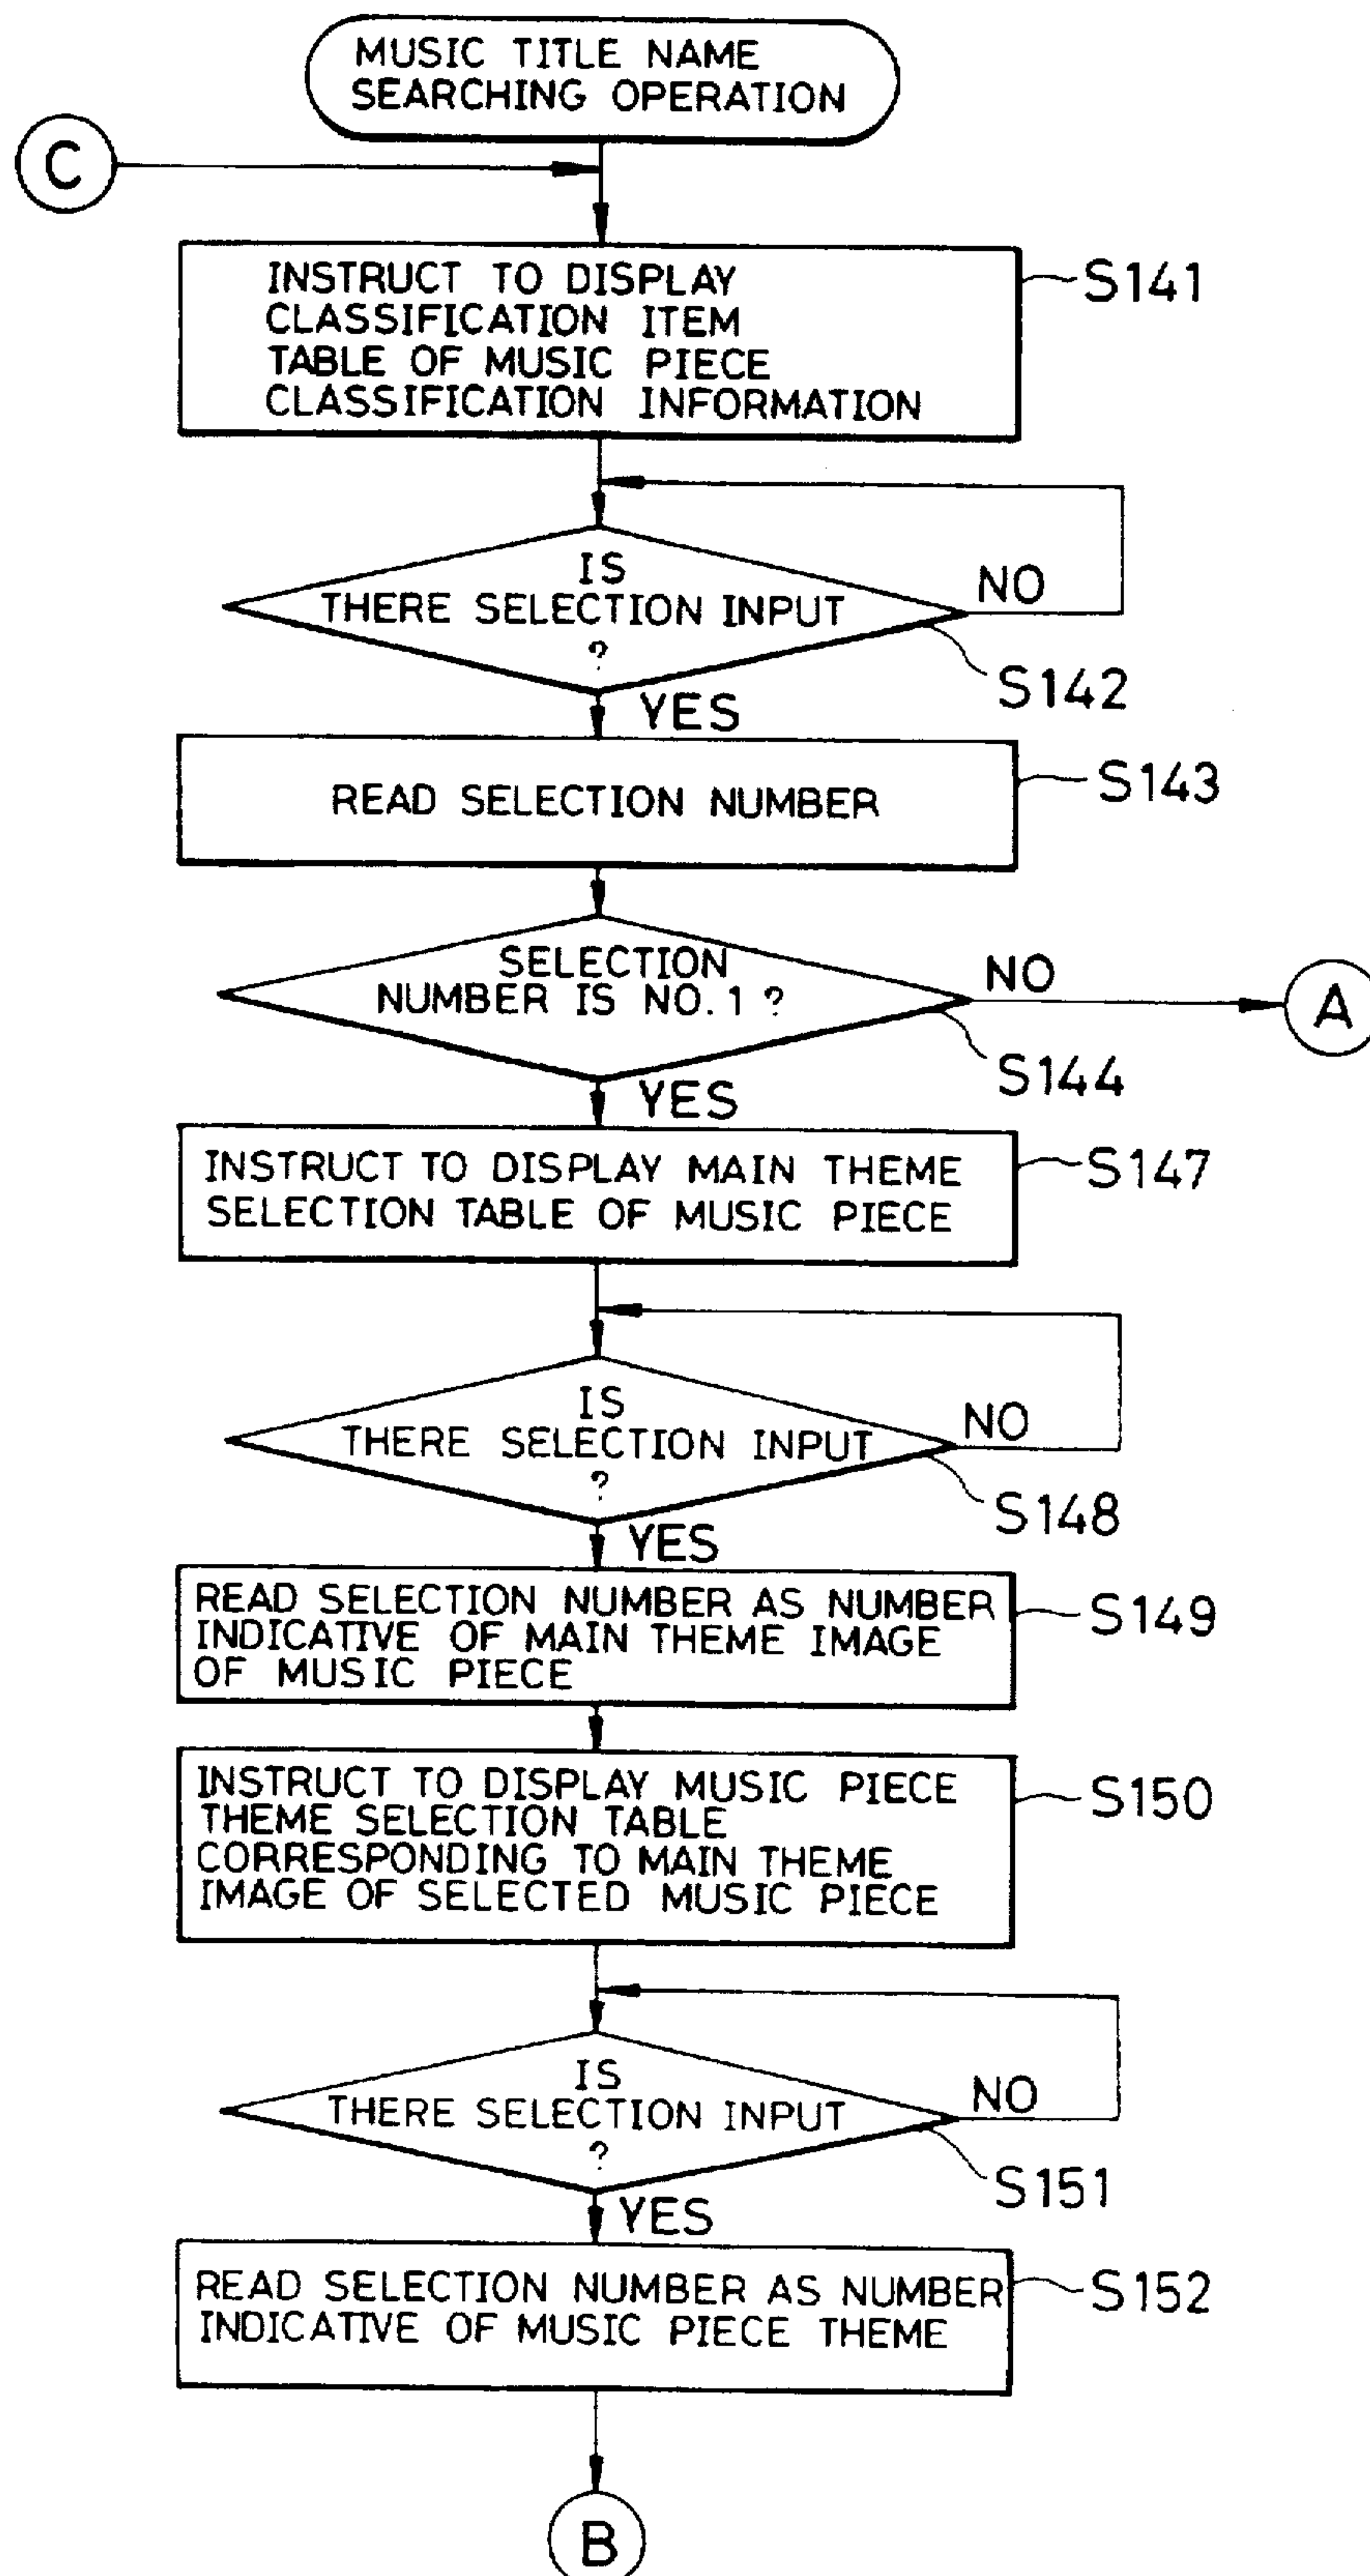 MUSIC TITLE NAME
SEARCHING OPERATION
C
INSTRUCT TO DISPLAY
CLASSIFICATION ITEM
TABLE OF MUSIC PIECE
CLASSIFICATION INFORMATION
S141
IS
THERE SELECTION INPUT
?
NO
S142
YES
READ SELECTION NUMBER
S143
SELECTION
NUMBER IS NO. 1 ?
NO
A
S144
YES
INSTRUCT TO DISPLAY MAIN THEME
SELECTION TABLE OF MUSIC PIECE
S147
IS
THERE SELECTION INPUT
?
NO
S148
YES
READ SELECTION NUMBER AS NUMBER
INDICATIVE OF MAIN THEME IMAGE
OF MUSIC PIECE
S149
INSTRUCT TO DISPLAY MUSIC PIECE
THEME SELECTION TABLE
CORRESPONDING TO MAIN THEME
IMAGE OF SELECTED MUSIC PIECE
S150
IS
THERE SELECTION INPUT
?
NO
S151
YES
READ SELECTION NUMBER AS NUMBER
INDICATIVE OF MUSIC PIECE THEME
S152
B